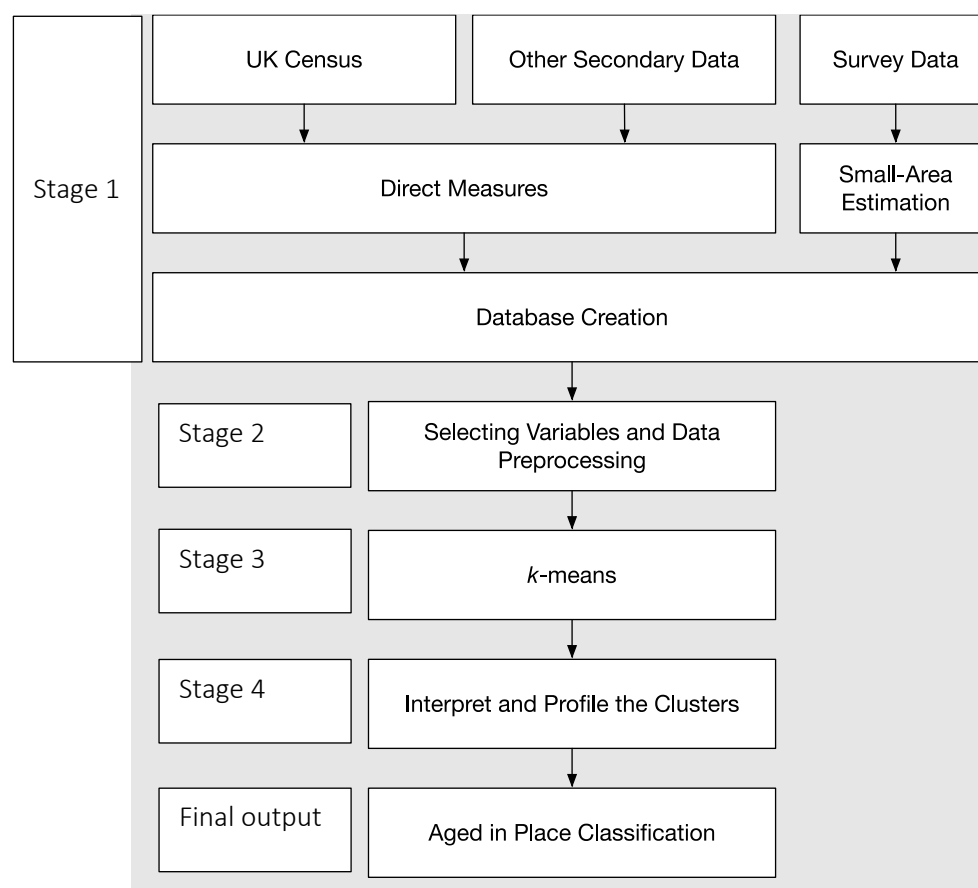 UK Census
Other Secondary Data
Survey Data
Stage 1
Direct Measures
Small-Area
Estimation
Database Creation
Stage 2
Selecting Variables and Data
Preprocessing
Stage 3
k-means
Stage 4
Interpret and Profile the Clusters
Final output
Aged in Place Classification